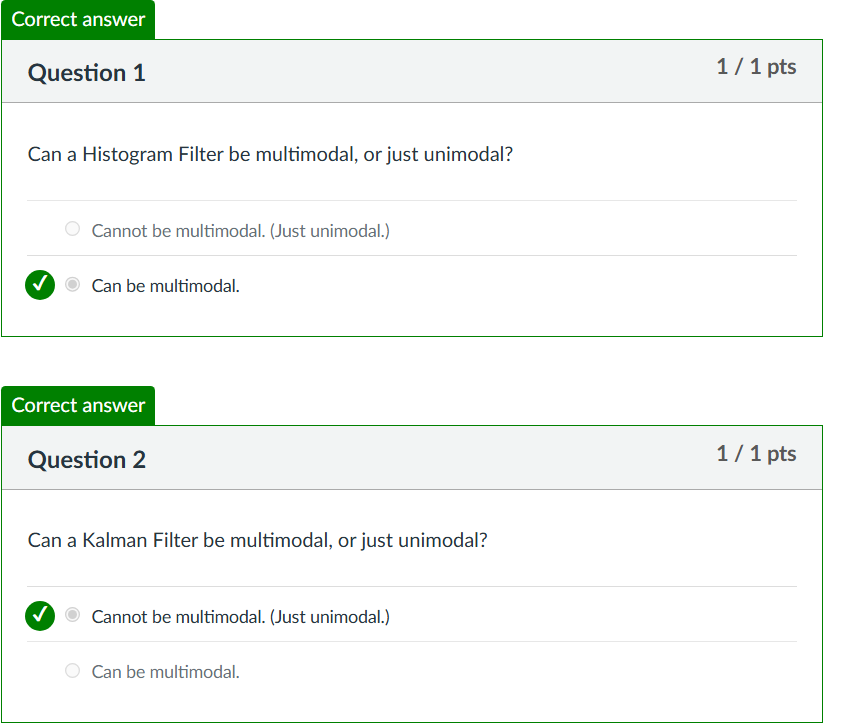 Correct answer
Question 1
1 / 1 pts
Can a Histogram Filter be multimodal, or just unimodal?
Cannot be multimodal. (Just unimodal.)
Can be multimodal.
Correct answer
Question 2
1 / 1 pts
Can a Kalman Filter be multimodal, or just unimodal?
Cannot be multimodal. (Just unimodal.)
Can be multimodal.